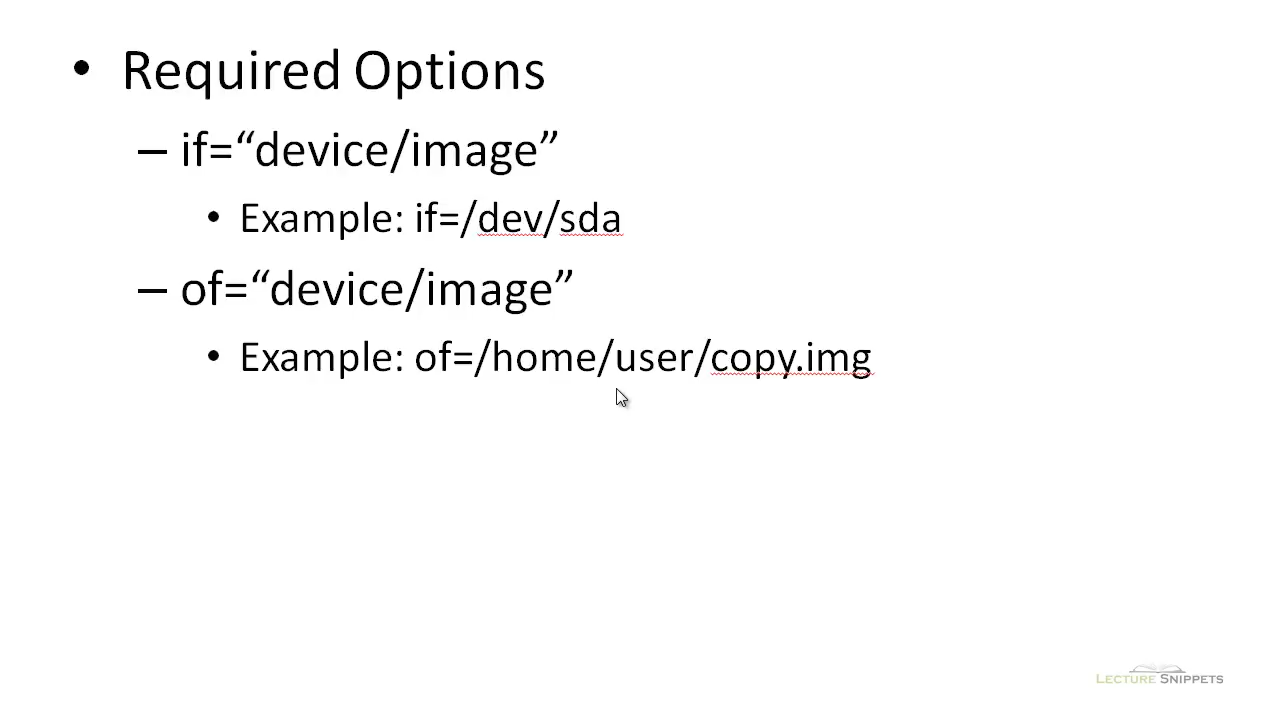 • Required Options
– if=“device/image”
• Example: if=/dev/sda
– of=“device/image”
• Example: of=/home/user/copy.img
LECTURE SNIPPETS